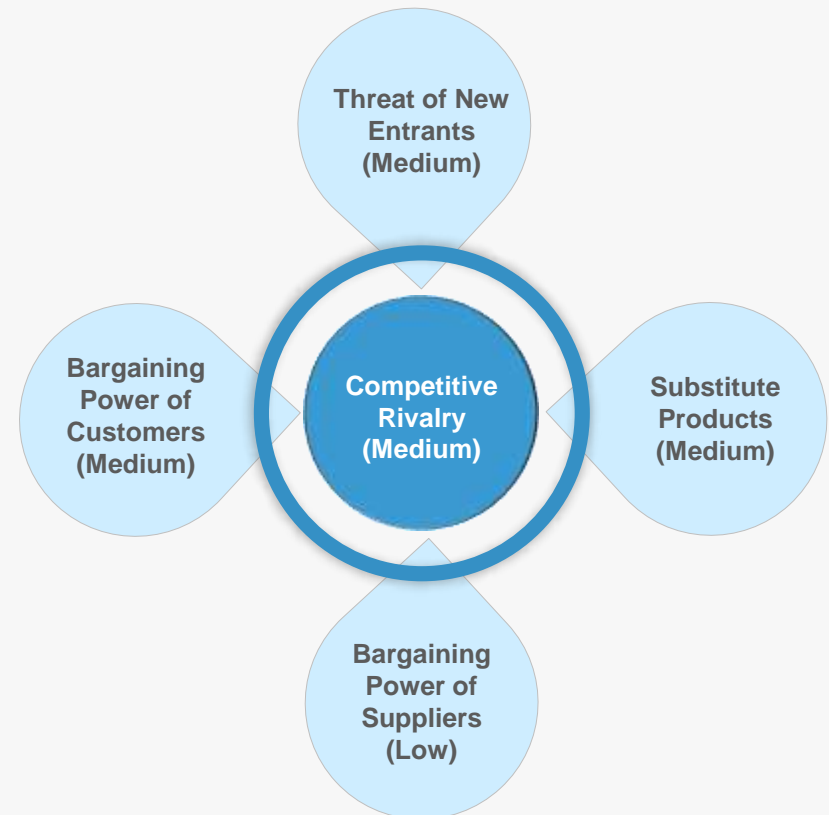 Threat of New
Entrants
(Medium)
Bargaining
Power of
Customers
(Medium)
Competitive
Rivalry
(Medium)
Substitute
Products
(Medium)
Bargaining
Power of
Suppliers
(Low)